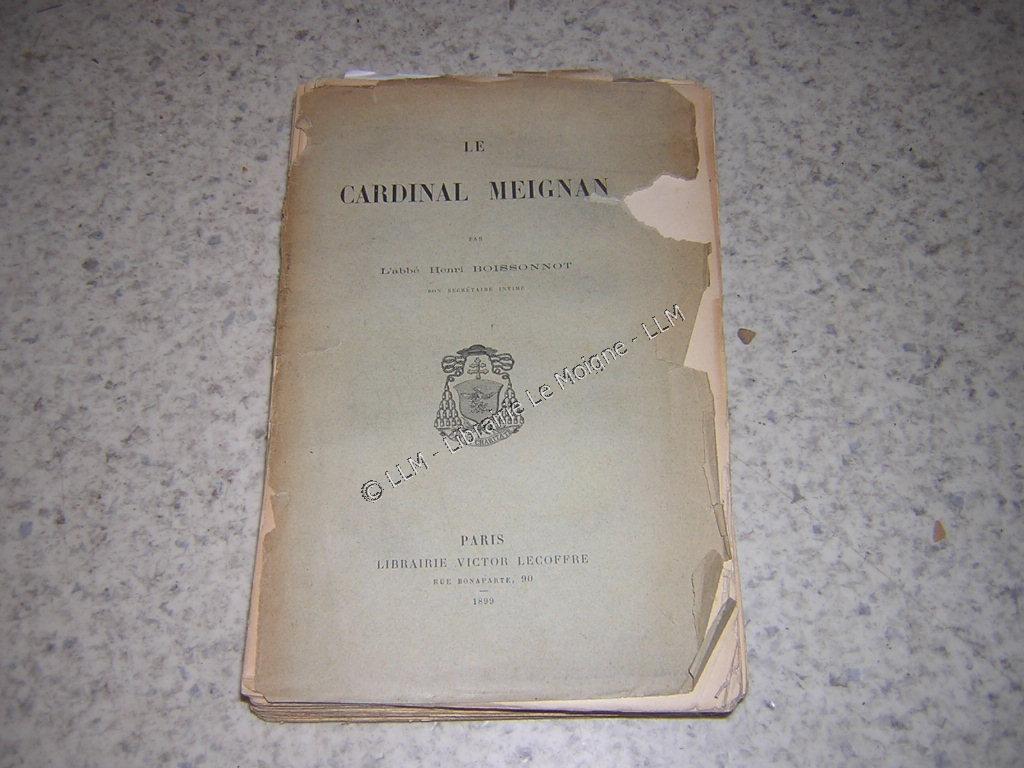 LE
CARDINAL MEIGNAN
PAR
L'abbé Henri BOISSONNOT
SON SECRÉTAIRE INTIME
© LLM - Librairie Le Moigne - LLM
PARIS
LIBRAIRIE VICTOR LECOFFRE
RUE BONAPARTE, 90
1899